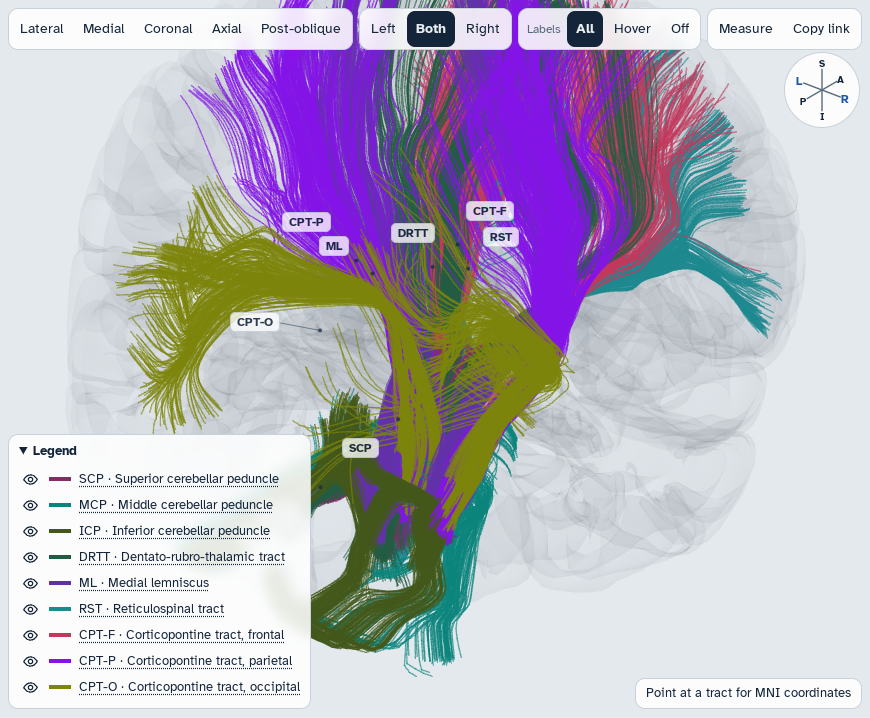 Lateral Medial Coronal Axial Post-oblique Left Both Right Labels All Hover Off Measure Copy link
S
L A
P R
I
CPT-P
CPT-F
ML
DRTT
RST
CPT-O
SCP
▼ Legend
SCP · Superior cerebellar peduncle
MCP · Middle cerebellar peduncle
ICP · Inferior cerebellar peduncle
DRTT · Dentato-rubro-thalamic tract
ML · Medial lemniscus
RST · Reticulospinal tract
CPT-F · Corticopontine tract, frontal
CPT-P · Corticopontine tract, parietal
CPT-O · Corticopontine tract, occipital
Point at a tract for MNI coordinates